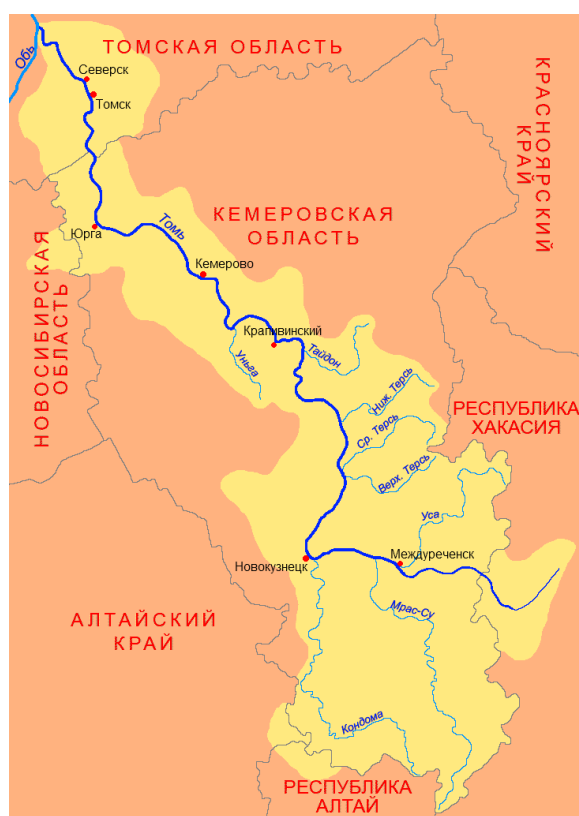 ТОМСКАЯ ОБЛАСТЬ
Обь
Северск
Томск
КРАСНОЯРСКИЙ
КРАЙ
Юрга
Томь
КЕМЕРОВСКАЯ
ОБЛАСТЬ
НОВОСИБИРСКАЯ
ОБЛАСТЬ
Кемерово
Крапивинский
Уньга
Тайдон
Ниж. Терсь
Ср. Терсь
Верх. Терсь
РЕСПУБЛИКА
ХАКАСИЯ
Уса
Новокузнецк
Междуреченск
АЛТАЙСКИЙ
КРАЙ
Мрас-Су
Кондома
РЕСПУБЛИКА
АЛТАЙ